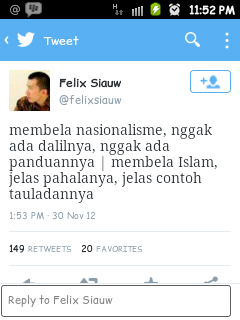 11:52 PM
Tweet
Felix Siauw
@felixsiauw
membela nasionalisme, nggak
ada dalilnya, nggak ada
panduannya | membela Islam,
jelas pahalanya, jelas contoh
tauladannya
1:53 PM · 30 Nov 12
149 RETWEETS 20 FAVORITES
Reply to Felix Siauw